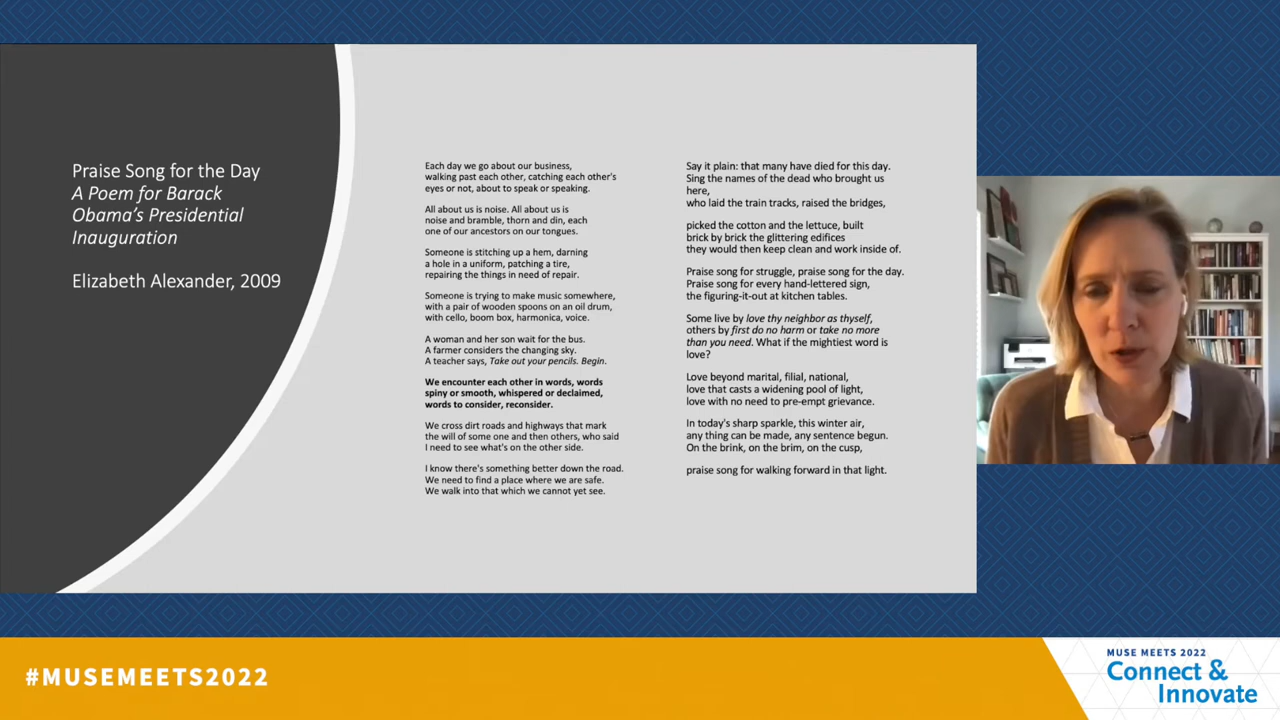 Praise Song for the Day
A Poem for Barack
Obama's Presidential
Inauguration
Elizabeth Alexander, 2009
Each day we go about our business,
walking past each other, catching each other's
eyes or not, about to speak or speaking.
All about us is noise. All about us is
noise and bramble, thorn and din, each
one of our ancestors on our tongues.
Someone is stitching up a hem, darning
a hole in a uniform, patching a tire,
repairing the things in need of repair.
Someone is trying to make music somewhere,
with a pair of wooden spoons on an oil drum,
with cello, boom box, harmonica, voice.
A woman and her son wait for the bus.
A farmer considers the changing sky.
A teacher says, Take out your pencils. Begin.
We encounter each other in words, words
spiny or smooth, whispered or declaimed,
words to consider, reconsider.
We cross dirt roads and highways that mark
the will of some one and then others, who said
I need to see what's on the other side.
I know there's something better down the road.
We need to find a place where we are safe.
We walk into that which we cannot yet see.
Say it plain: that many have died for this day.
Sing the names of the dead who brought us
here,
who laid the train tracks, raised the bridges,
picked the cotton and the lettuce, built
brick by brick the glittering edifices
they would then keep clean and work inside of.
Praise song for struggle, praise song for the day.
Praise song for every hand-lettered sign,
the figuring-it-out at kitchen tables.
Some live by love thy neighbor as thyself,
others by first do no harm or take no more
than you need. What if the mightiest word is
love?
Love beyond marital, filial, national,
love that casts a widening pool of light,
love with no need to pre-empt grievance.
In today's sharp sparkle, this winter air,
any thing can be made, any sentence begun.
On the brink, on the brim, on the cusp,
praise song for walking forward in that light.
#MUSEMEETS2022
MUSE MEETS 2022
Connect &
Innovate